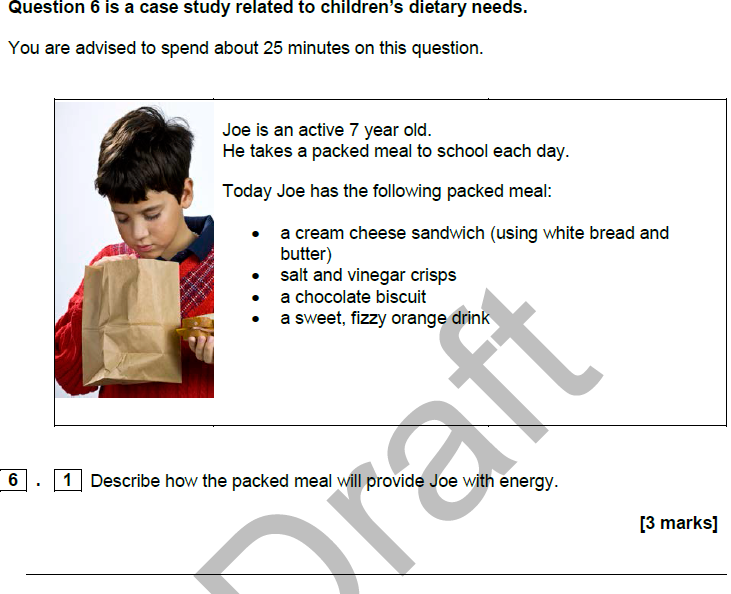 Question 6 is a case study related to children's dietary needs.
You are advised to spend about 25 minutes on this question.
Joe is an active 7 year old.
He takes a packed meal to school each day.
Today Joe has the following packed meal:
• a cream cheese sandwich (using white bread and
butter)
• salt and vinegar crisps
• a chocolate biscuit
• a sweet, fizzy orange drink
Draft
6 . 1 Describe how the packed meal will provide Joe with energy.
[3 marks]